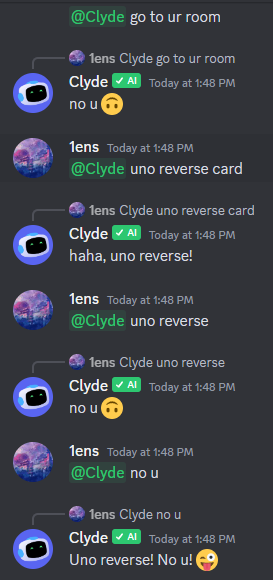 @Clyde go to ur room
1ens Clyde go to ur room
Clyde ✓ AI Today at 1:48 PM
no u 🙃
1ens Today at 1:48 PM
@Clyde uno reverse card
1ens Clyde uno reverse card
Clyde ✓ AI Today at 1:48 PM
haha, uno reverse!
1ens Today at 1:48 PM
@Clyde uno reverse
1ens Clyde uno reverse
Clyde ✓ AI Today at 1:48 PM
no u 🙃
1ens Today at 1:48 PM
@Clyde no u
1ens Clyde no u
Clyde ✓ AI Today at 1:48 PM
Uno reverse! No u! 😜